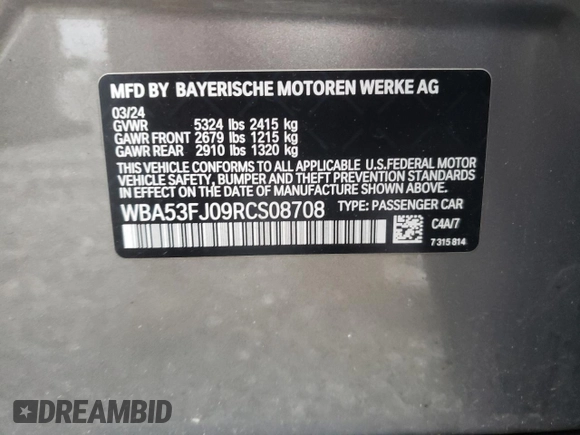 MFD BY BAYERISCHE MOTOREN WERKE AG
03/24
GVWR 5324 lbs 2415 kg
GAWR FRONT 2679 lbs 1215 kg
GAWR REAR 2910 lbs 1320 kg
THIS VEHICLE CONFORMS TO ALL APPLICABLE U.S.FEDERAL MOTOR
VEHICLE SAFETY, BUMPER AND THEFT PREVENTION STANDARDS
IN EFFECT ON THE DATE OF MANUFACTURE SHOWN ABOVE.
WBA53FJ09RCS08708 TYPE: PASSENGER CAR
C4A/7
7 315 814
DREAMBID